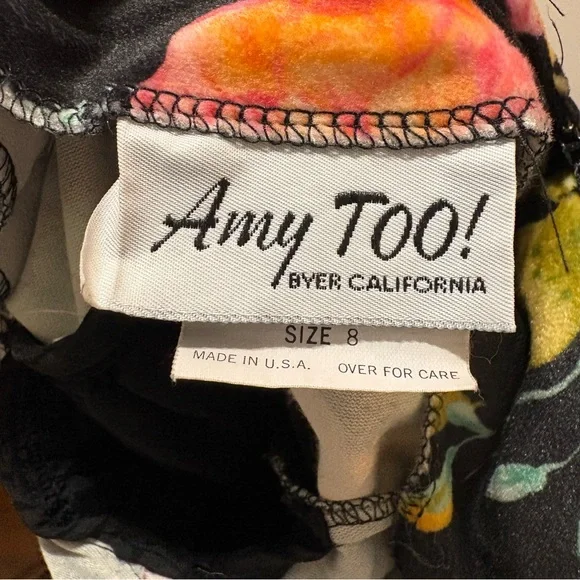 Amy TOO!
BYER CALIFORNIA
SIZE 8
MADE IN U.S.A. OVER FOR CARE